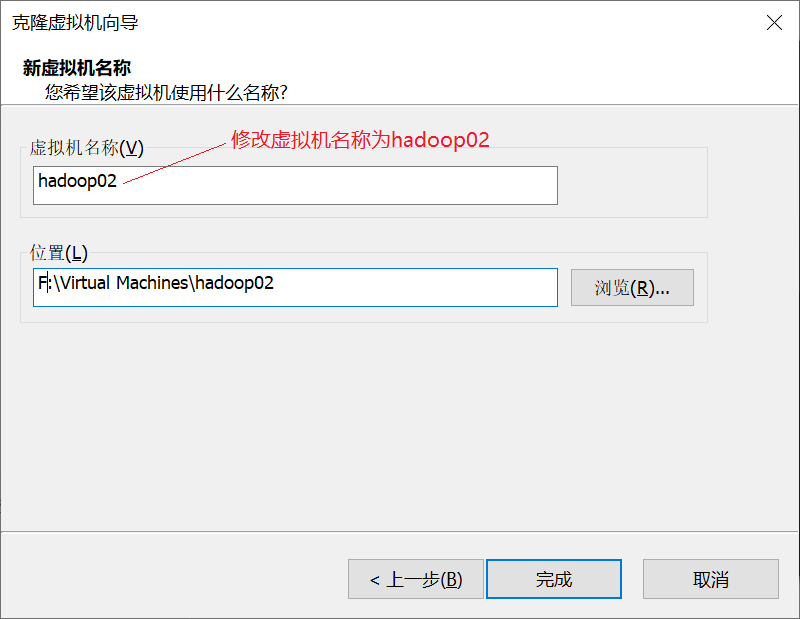 克隆虚拟机向导
新虚拟机名称
您希望该虚拟机使用什么名称?
虚拟机名称(V)
修改虚拟机名称为hadoop02
hadoop02
位置(L)
F:\Virtual Machines\hadoop02
浏览(R)...
< 上一步(B)
完成
取消